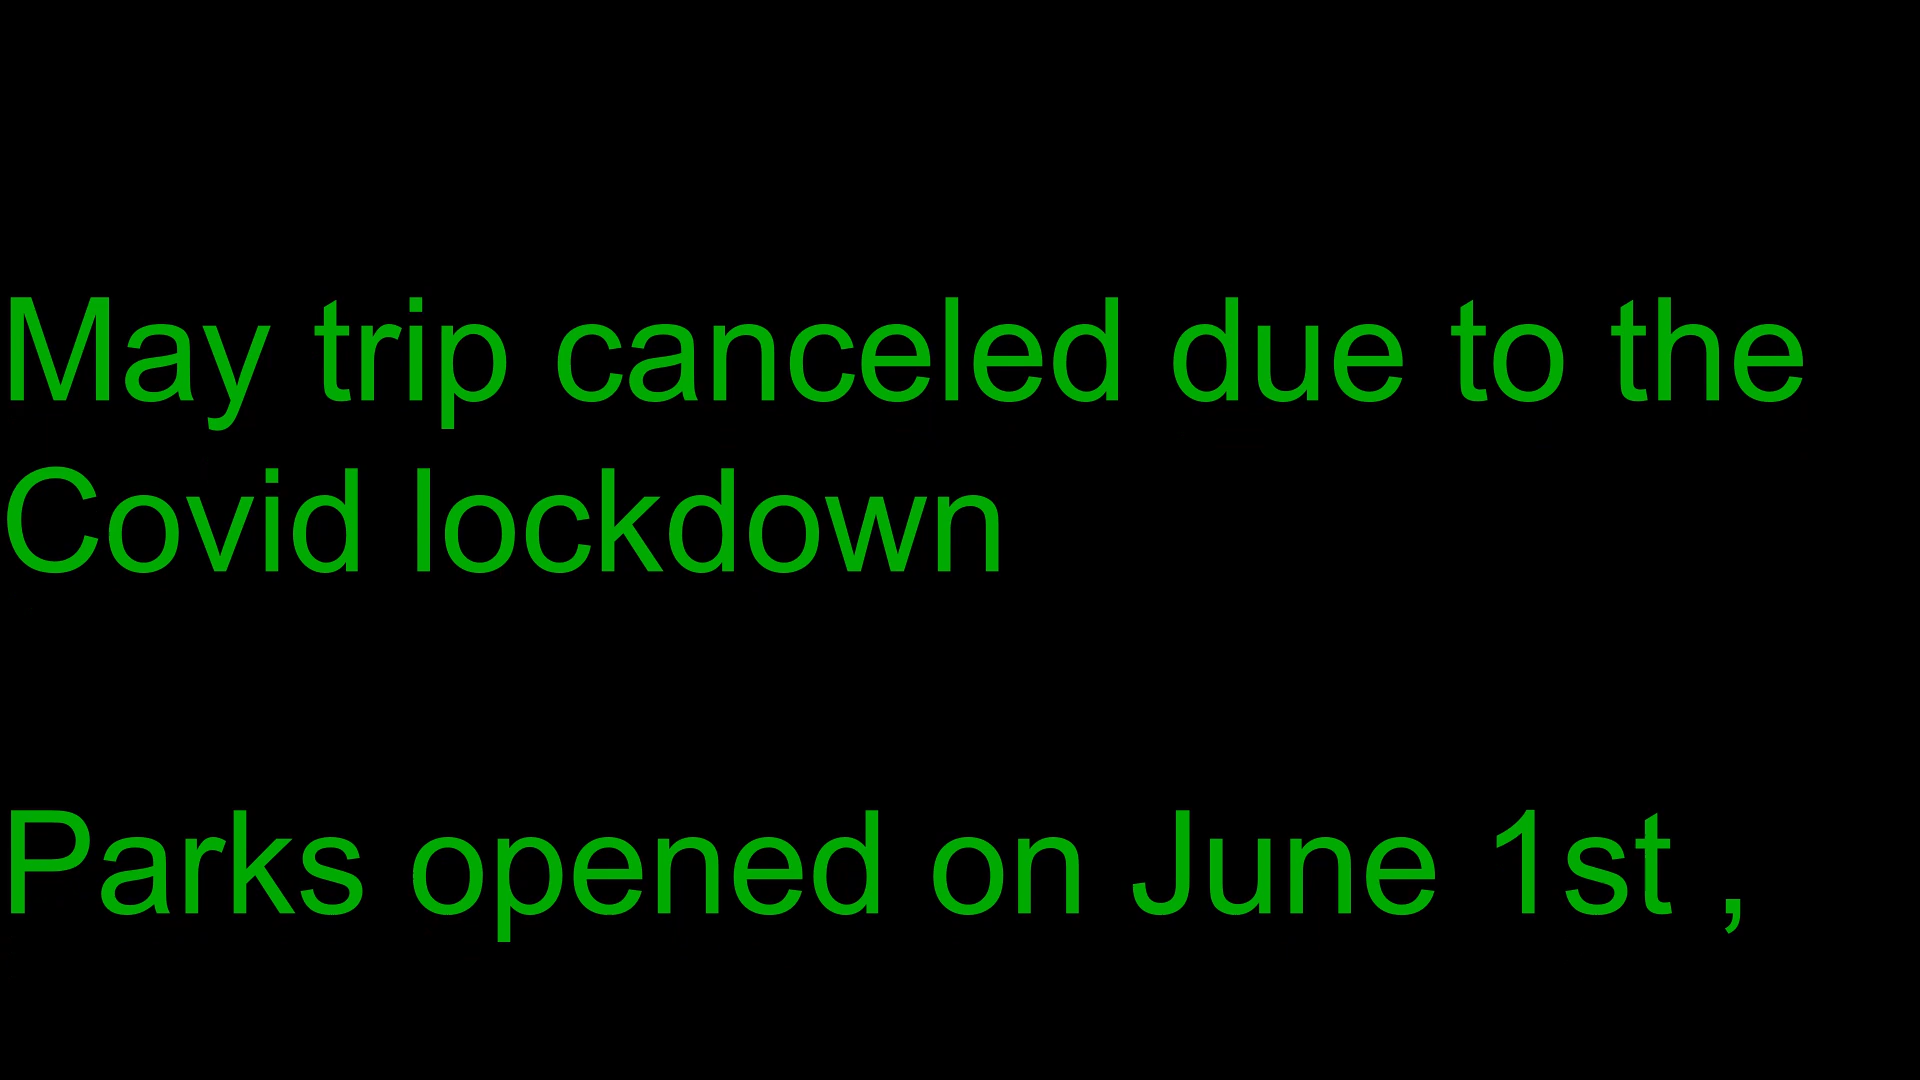 May trip canceled due to the
Covid lockdown
Parks opened on June 1st ,